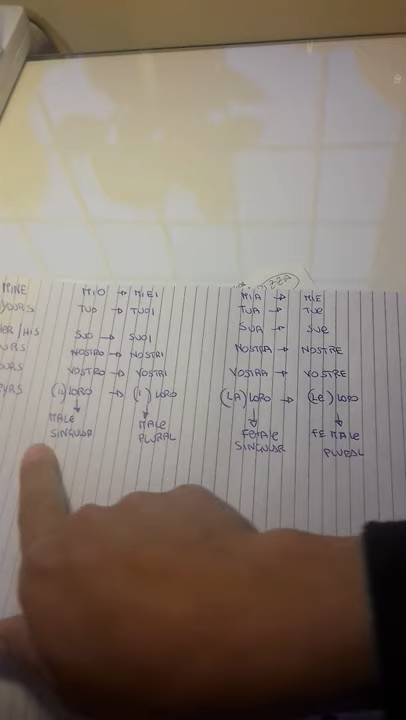 MINE MIO → MIEI MIA → MIE
YOURS TUO → TUOI TUA → TUE
HER/HIS SUO → SUOI SUA → SUE
OURS NOSTRO → NOSTRI NOSTRA → NOSTRE
VOSTRO → VOSTRI VOSTRA → VOSTRE
(IL) LORO → (I) LORO (LA) LORO → (LE) LORO
MALE SINGULAR MALE PLURAL FEMALE SINGULAR FEMALE PLURAL